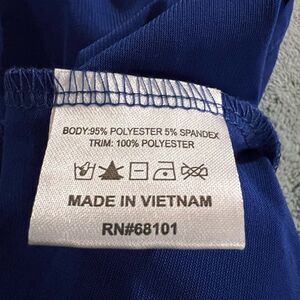 BODY:95% POLYESTER 5% SPANDEX
TRIM: 100% POLYESTER
MADE IN VIETNAM
RN#68101